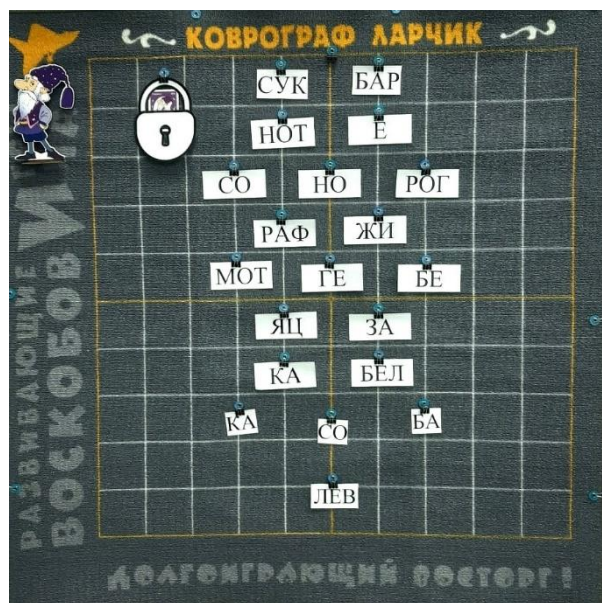 КОВРОГРАФ ЛАРЧИК
СУК БАР
НОТ Е
СО НО РОГ
РАФ ЖИ
МОТ ГЕ БЕ
ЯЦ ЗА
КА БЕЛ
КА СО БА
ЛЕВ
РАЗВИВАЮЩИЕ
ВОСКОБОВ
ДОЛГОИГРАЮЩИЙ ВОСТОРГ!